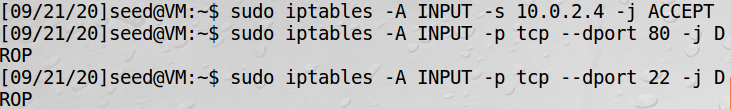 [09/21/20]seed@VM:~$ sudo iptables -A INPUT -s 10.0.2.4 -j ACCEPT
[09/21/20]seed@VM:~$ sudo iptables -A INPUT -p tcp --dport 80 -j D
ROP
[09/21/20]seed@VM:~$ sudo iptables -A INPUT -p tcp --dport 22 -j D
ROP